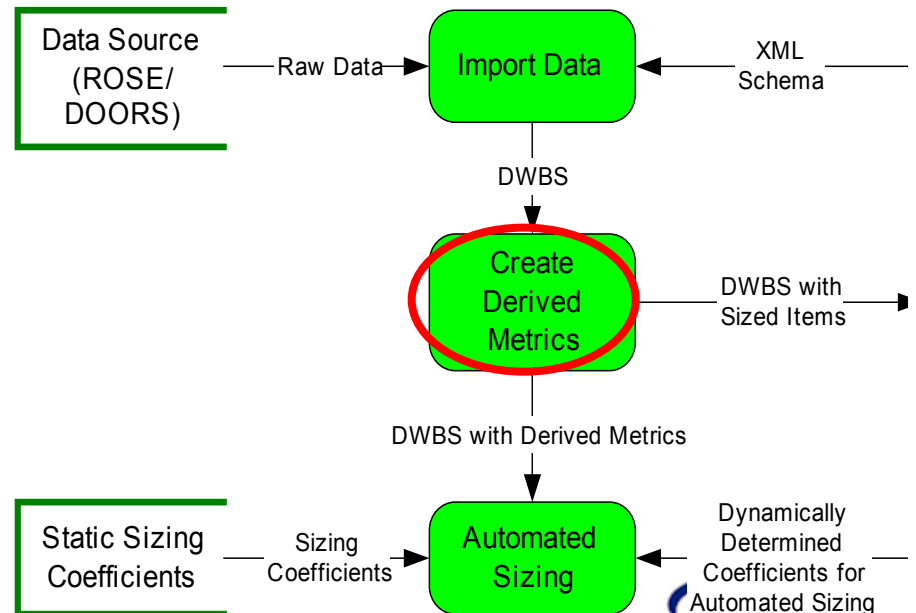 Data Source
(ROSE/
DOORS)
Raw Data
Import Data
XML
Schema
DWBS
Create
Derived
Metrics
DWBS with
Sized Items
DWBS with Derived Metrics
Static Sizing
Coefficients
Sizing
Coefficients
Automated
Sizing
Dynamically
Determined
Coefficients for
Automated Sizing